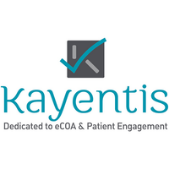 Kayentis
Dedicated to eCOA & Patient Engagement